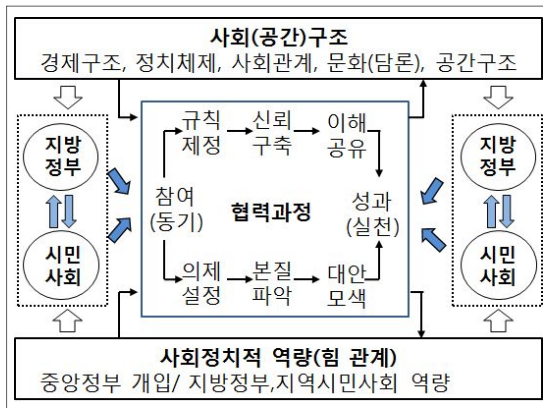 사회(공간)구조
경제구조, 정치체제, 사회관계, 문화(담론), 공간구조
지방
정부
시민
사회
규칙
제정
신뢰
구축
이해
공유
참여
(동기)
협력과정
성과
(실천)
의제
설정
본질
파악
대안
모색
지방
정부
시민
사회
사회정치적 역량(힘 관계)
중앙정부 개입/ 지방정부,지역시민사회 역량